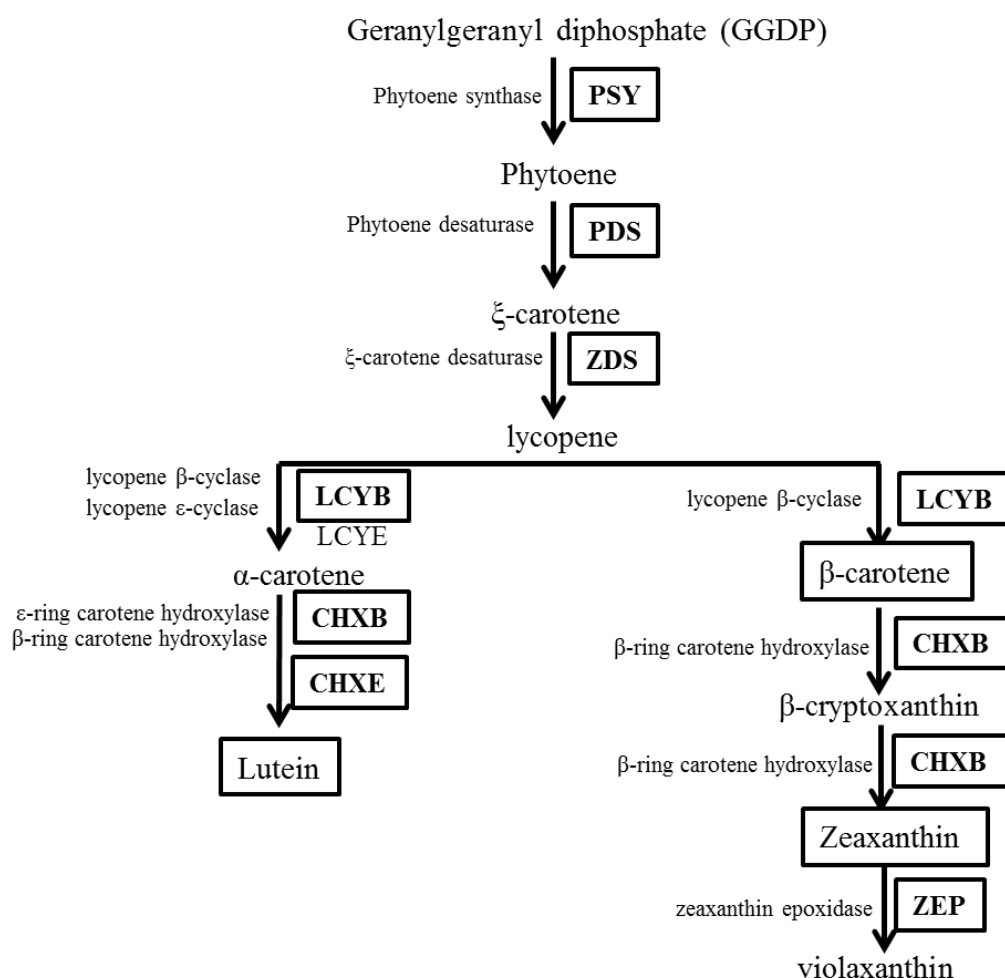 Geranylgeranyl diphosphate (GGDP)
Phytoene synthase PSY
Phytoene
Phytoene desaturase PDS
ξ-carotene
ξ-carotene desaturase ZDS
lycopene
lycopene β-cyclase
lycopene ε-cyclase
LCYB
LCYE
α-carotene
ε-ring carotene hydroxylase
β-ring carotene hydroxylase
CHXB
CHXE
Lutein
lycopene β-cyclase LCYB
β-carotene
β-ring carotene hydroxylase CHXB
β-cryptoxanthin
β-ring carotene hydroxylase CHXB
Zeaxanthin
zeaxanthin epoxidase ZEP
violaxanthin